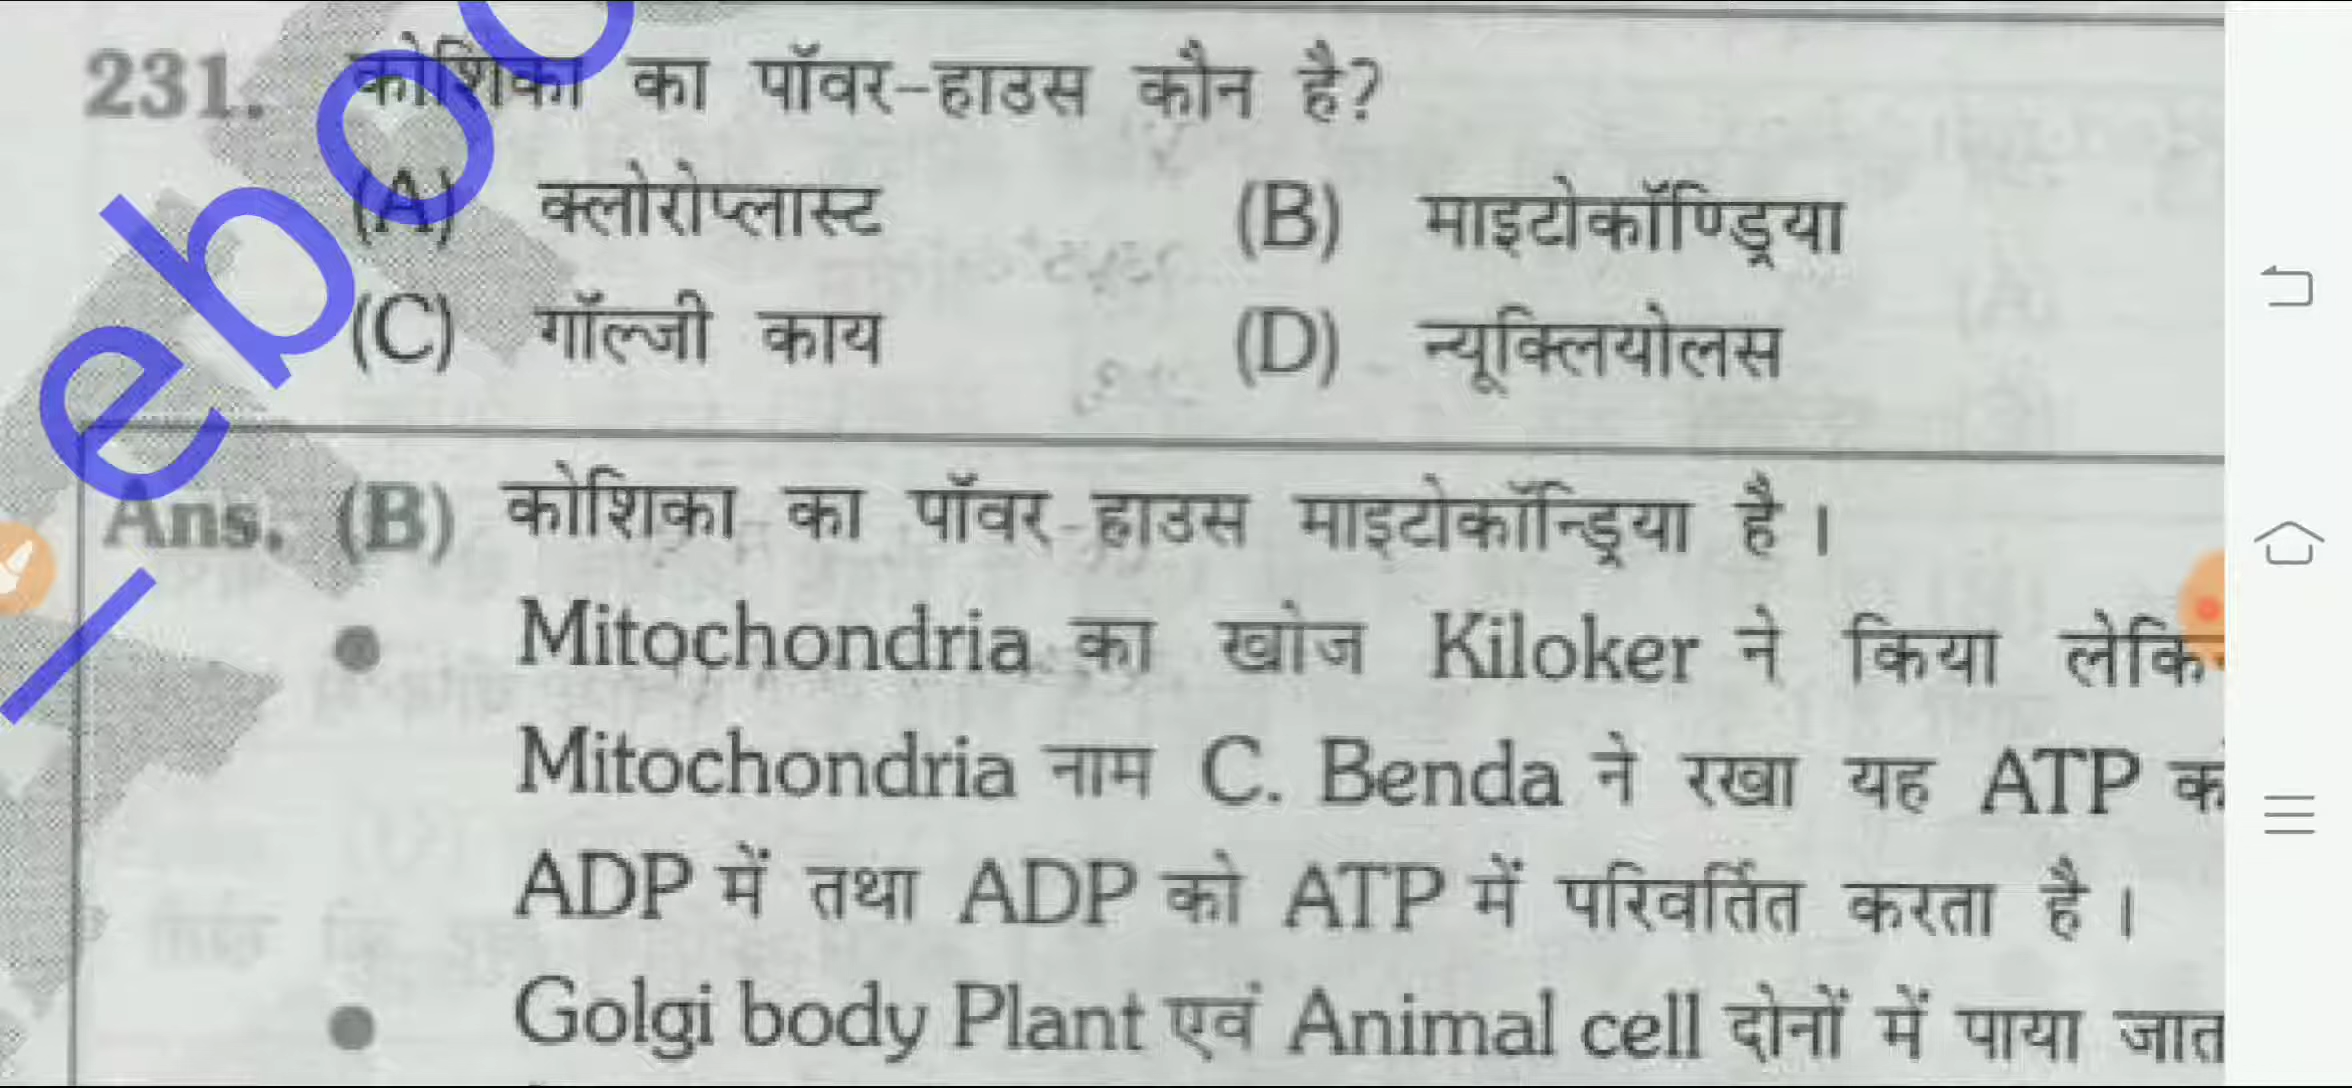 231. कोशिका का पॉवर-हाउस कौन है?
(A) क्लोरोप्लास्ट (B) माइटोकॉण्ड्रिया
(C) गॉल्जी काय (D) न्यूक्लियोलस
Ans. (B) कोशिका का पॉवर-हाउस माइटोकॉन्ड्रिया है।
● Mitochondria का खोज Kiloker ने किया
Mitochondria नाम C. Benda ने रखा यह ATP
ADP में तथा ADP को ATP में परिवर्तित करता है।
● Golgi body Plant एवं Animal cell दोनों में पाया
ebo